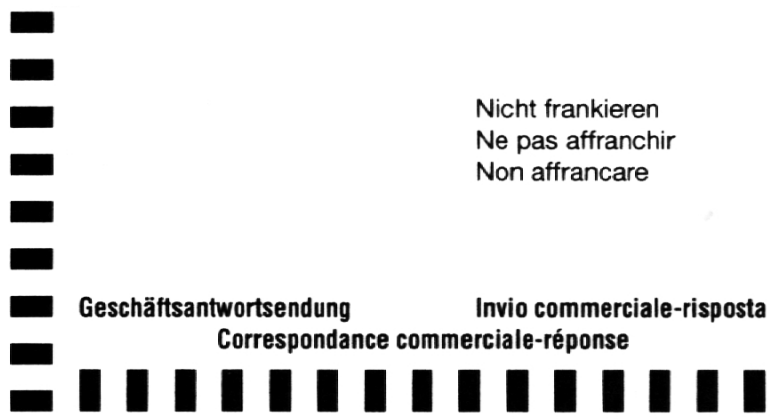 Nicht frankieren
Ne pas affranchir
Non affrancare
Geschäftsantwortsendung Invio commerciale-risposta
Correspondance commerciale-réponse